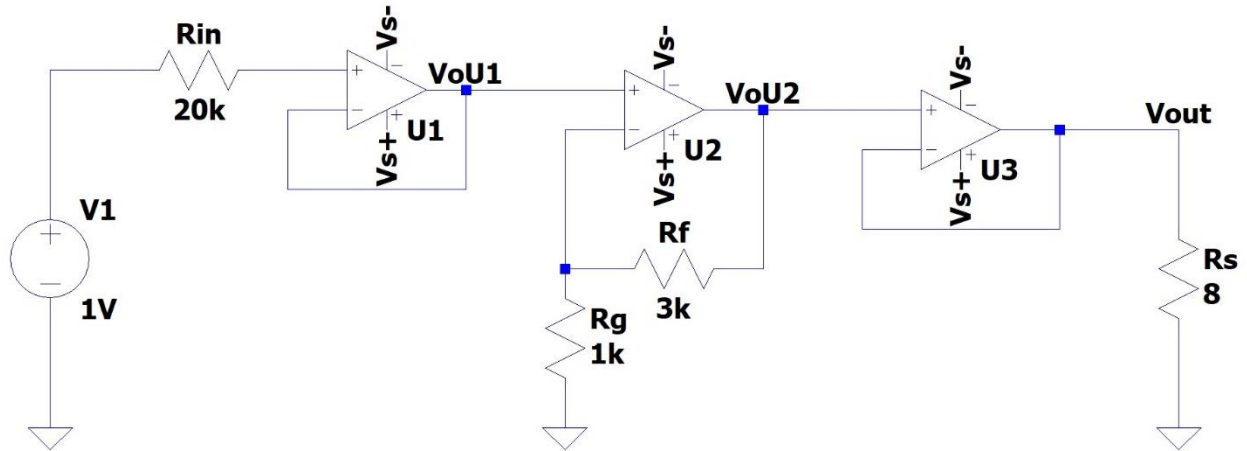 Rin
20k
V1
1V
Vs-
+
-
Vs+
U1
VoU1
Vs-
+
-
Vs+
U2
VoU2
Rf
3k
Rg
1k
Vs-
+
-
Vs+
U3
Vout
Rs
8